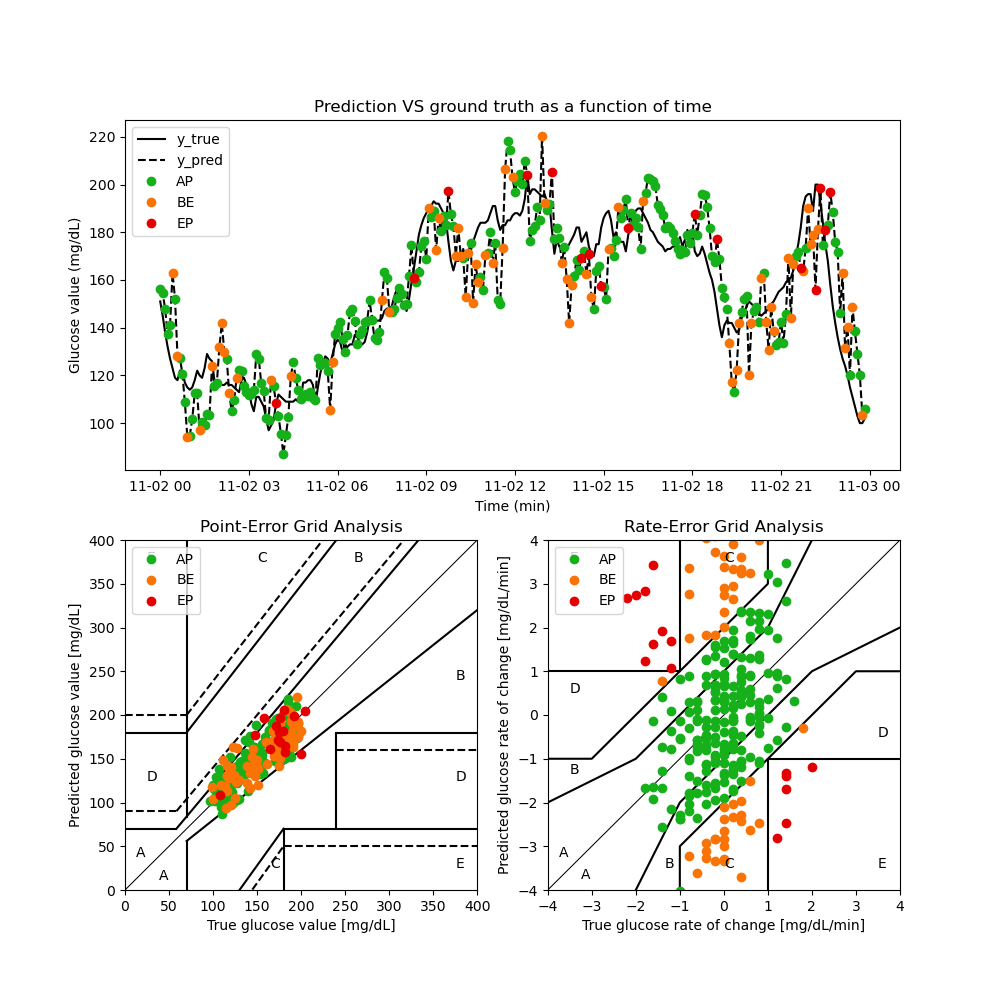 Prediction VS ground truth as a function of time
Glucose value (mg/dL)
220
200
180
160
140
120
100
y_true
y_pred
AP
BE
EP
11-02 00 11-02 03 11-02 06 11-02 09 11-02 12 11-02 15 11-02 18 11-02 21 11-03 00
Time (min)
Point-Error Grid Analysis
Predicted glucose value [mg/dL]
400
350
300
250
200
150
100
50
0
AP
BE
EP
C B
B
D D
A
A
C E
0 50 100 150 200 250 300 350 400
True glucose value [mg/dL]
Rate-Error Grid Analysis
Predicted glucose rate of change [mg/dL/min]
4
3
2
1
0
−1
−2
−3
−4
AP
BE
EP
C
D
D
B
A
A
B C E
−4 −3 −2 −1 0 1 2 3 4
True glucose rate of change [mg/dL/min]